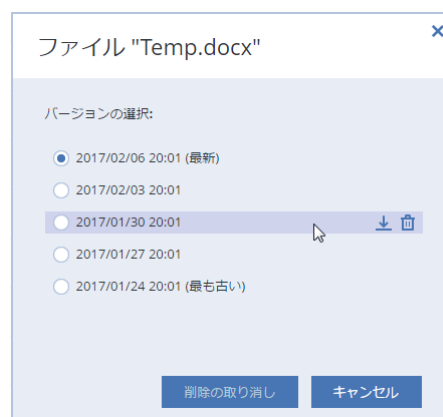 ファイル "Temp.docx"
バージョンの選択:
2017/02/06 20:01 (最新)
2017/02/03 20:01
2017/01/30 20:01
2017/01/27 20:01
2017/01/24 20:01 (最も古い)
削除の取り消し キャンセル